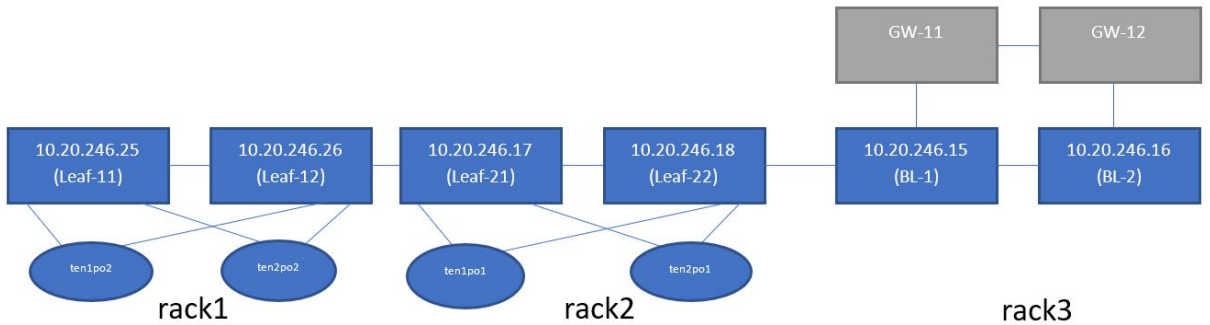 GW-11
GW-12
10.20.246.25
(Leaf-11)
10.20.246.26
(Leaf-12)
10.20.246.17
(Leaf-21)
10.20.246.18
(Leaf-22)
10.20.246.15
(BL-1)
10.20.246.16
(BL-2)
ten1po2
ten2po2
ten1po1
ten2po1
rack1
rack2
rack3